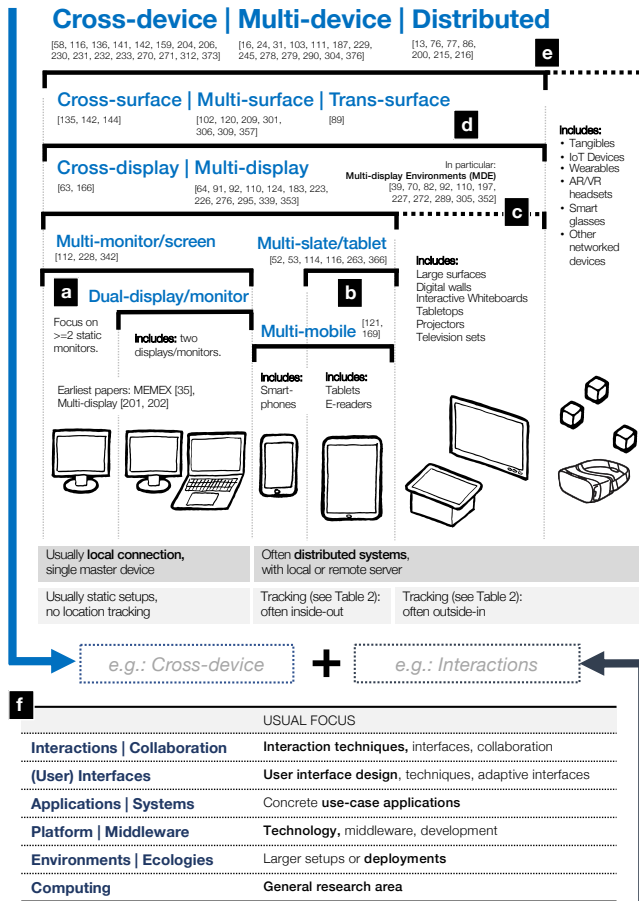 Cross-device | Multi-device | Distributed
[58, 116, 136, 141, 142, 159, 204, 206,
230, 231, 232, 233, 270, 271, 312, 373]
[16, 24, 31, 103, 111, 187, 229,
245, 278, 279, 290, 304, 376]
[13, 76, 77, 86,
200, 215, 216]
e
Cross-surface | Multi-surface | Trans-surface
[135, 142, 144]
[102, 120, 209, 301,
306, 309, 357]
[89]
d
Includes:
• Tangibles
• IoT Devices
• Wearables
• AR/VR
headsets
• Smart
glasses
• Other
networked
devices
Cross-display | Multi-display
[63, 166]
[64, 91, 92, 110, 124, 183, 223,
226, 276, 295, 339, 353]
In particular:
Multi-display Environments (MDE)
[39, 70, 82, 92, 110, 197,
227, 272, 289, 305, 352]
c
Multi-monitor/screen
[112, 228, 342]
Multi-slate/tablet
[52, 53, 114, 116, 263, 366]
Includes:
Large surfaces
Digital walls
Interactive Whiteboards
Tabletops
Projectors
Television sets
a
Dual-display/monitor
b
Focus on
>=2 static
monitors.
Includes: two
displays/monitors.
Multi-mobile
[121,
169]
Earliest papers: MEMEX [35],
Multi-display [201, 202]
Includes:
Smart-
phones
Includes:
Tablets
E-readers
Usually local connection,
single master device
Often distributed systems,
with local or remote server
Usually static setups,
no location tracking
Tracking (see Table 2):
often inside-out
Tracking (see Table 2):
often outside-in
e.g.: Cross-device
+
e.g.: Interactions
f
USUAL FOCUS
Interactions | Collaboration
Interaction techniques, interfaces, collaboration
(User) Interfaces
User interface design, techniques, adaptive interfaces
Applications | Systems
Concrete use-case applications
Platform | Middleware
Technology, middleware, development
Environments | Ecologies
Larger setups or deployments
Computing
General research area